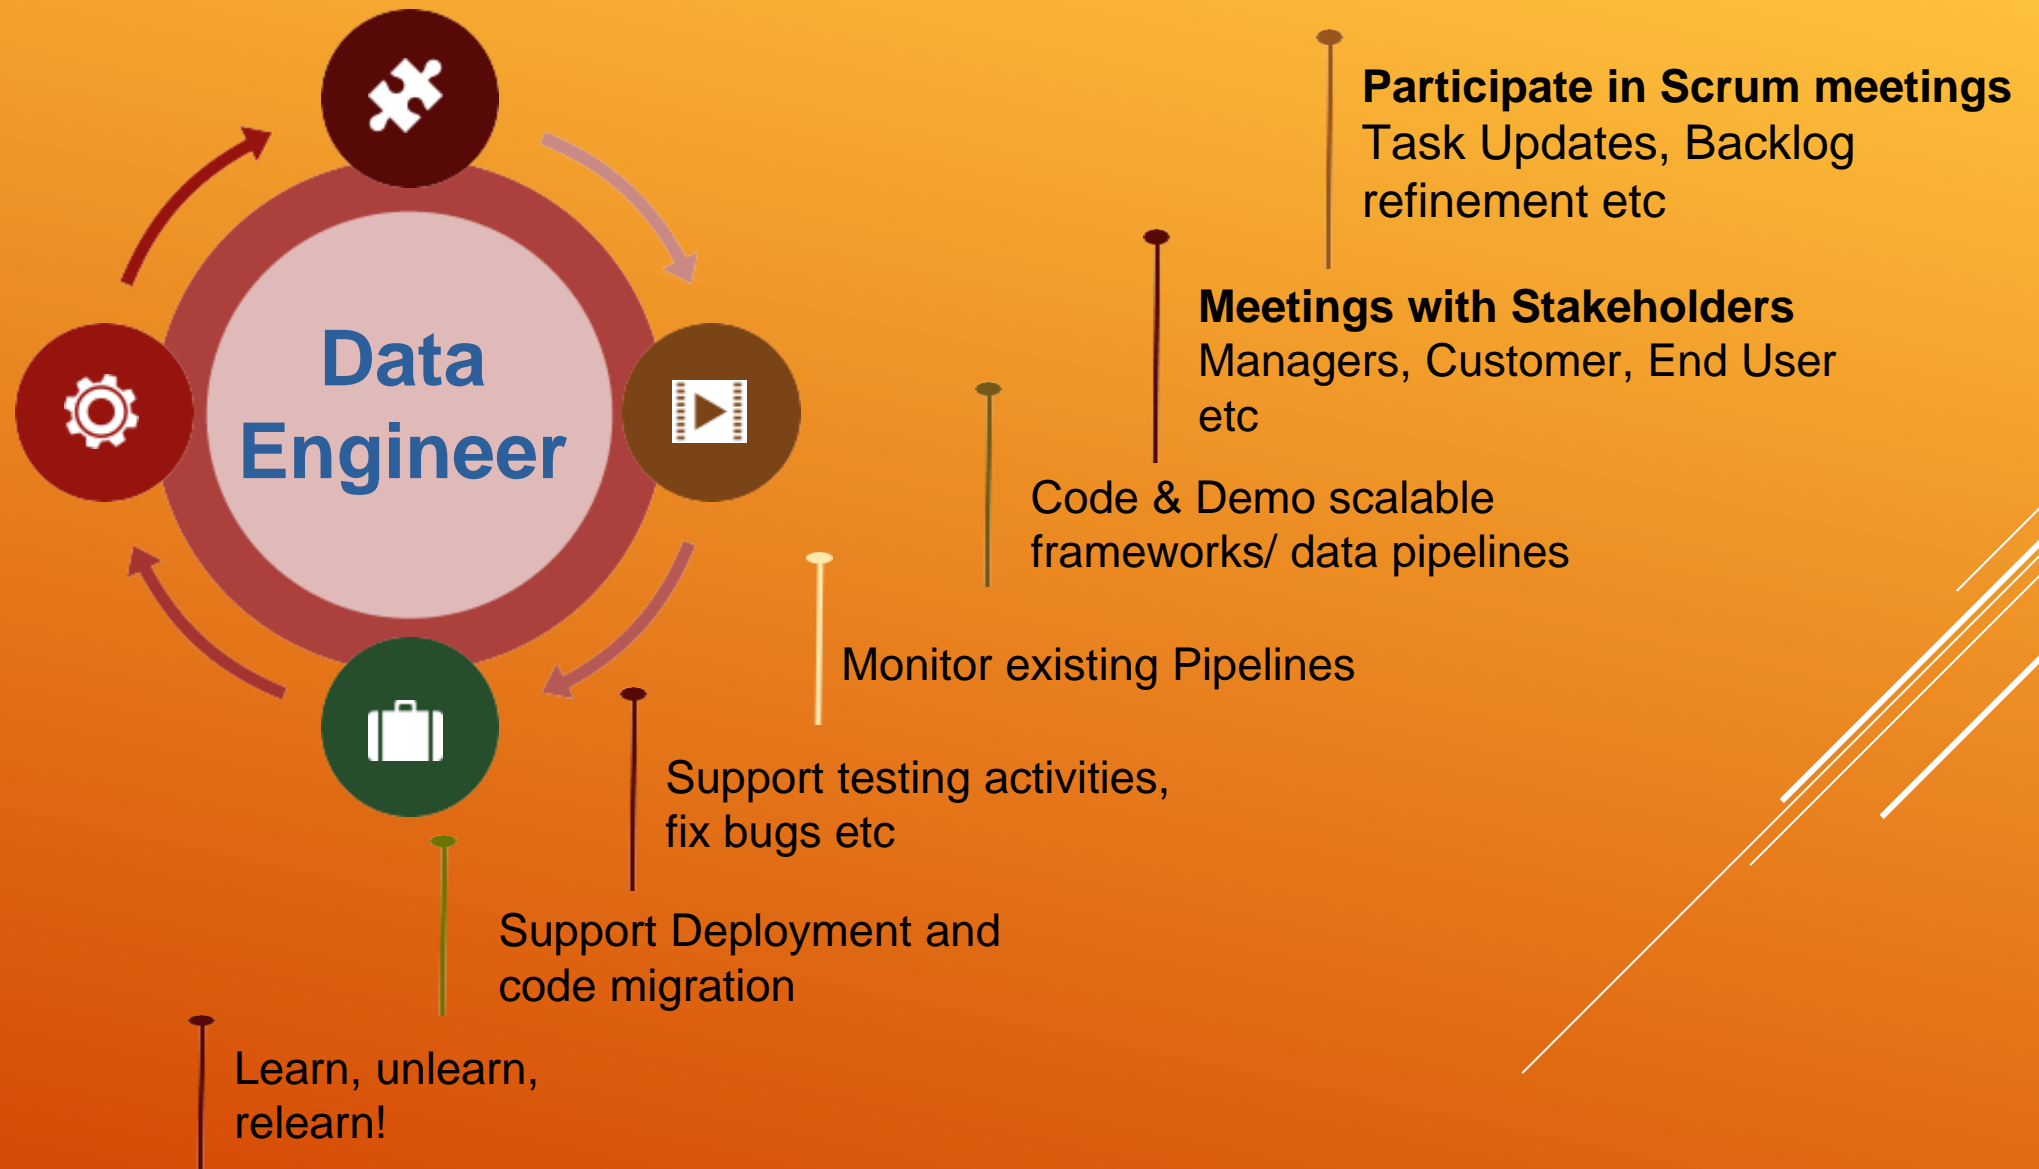 Data
Engineer
Participate in Scrum meetings
Task Updates, Backlog
refinement etc
Meetings with Stakeholders
Managers, Customer, End User
etc
Code & Demo scalable
frameworks/ data pipelines
Monitor existing Pipelines
Support testing activities,
fix bugs etc
Support Deployment and
code migration
Learn, unlearn,
relearn!